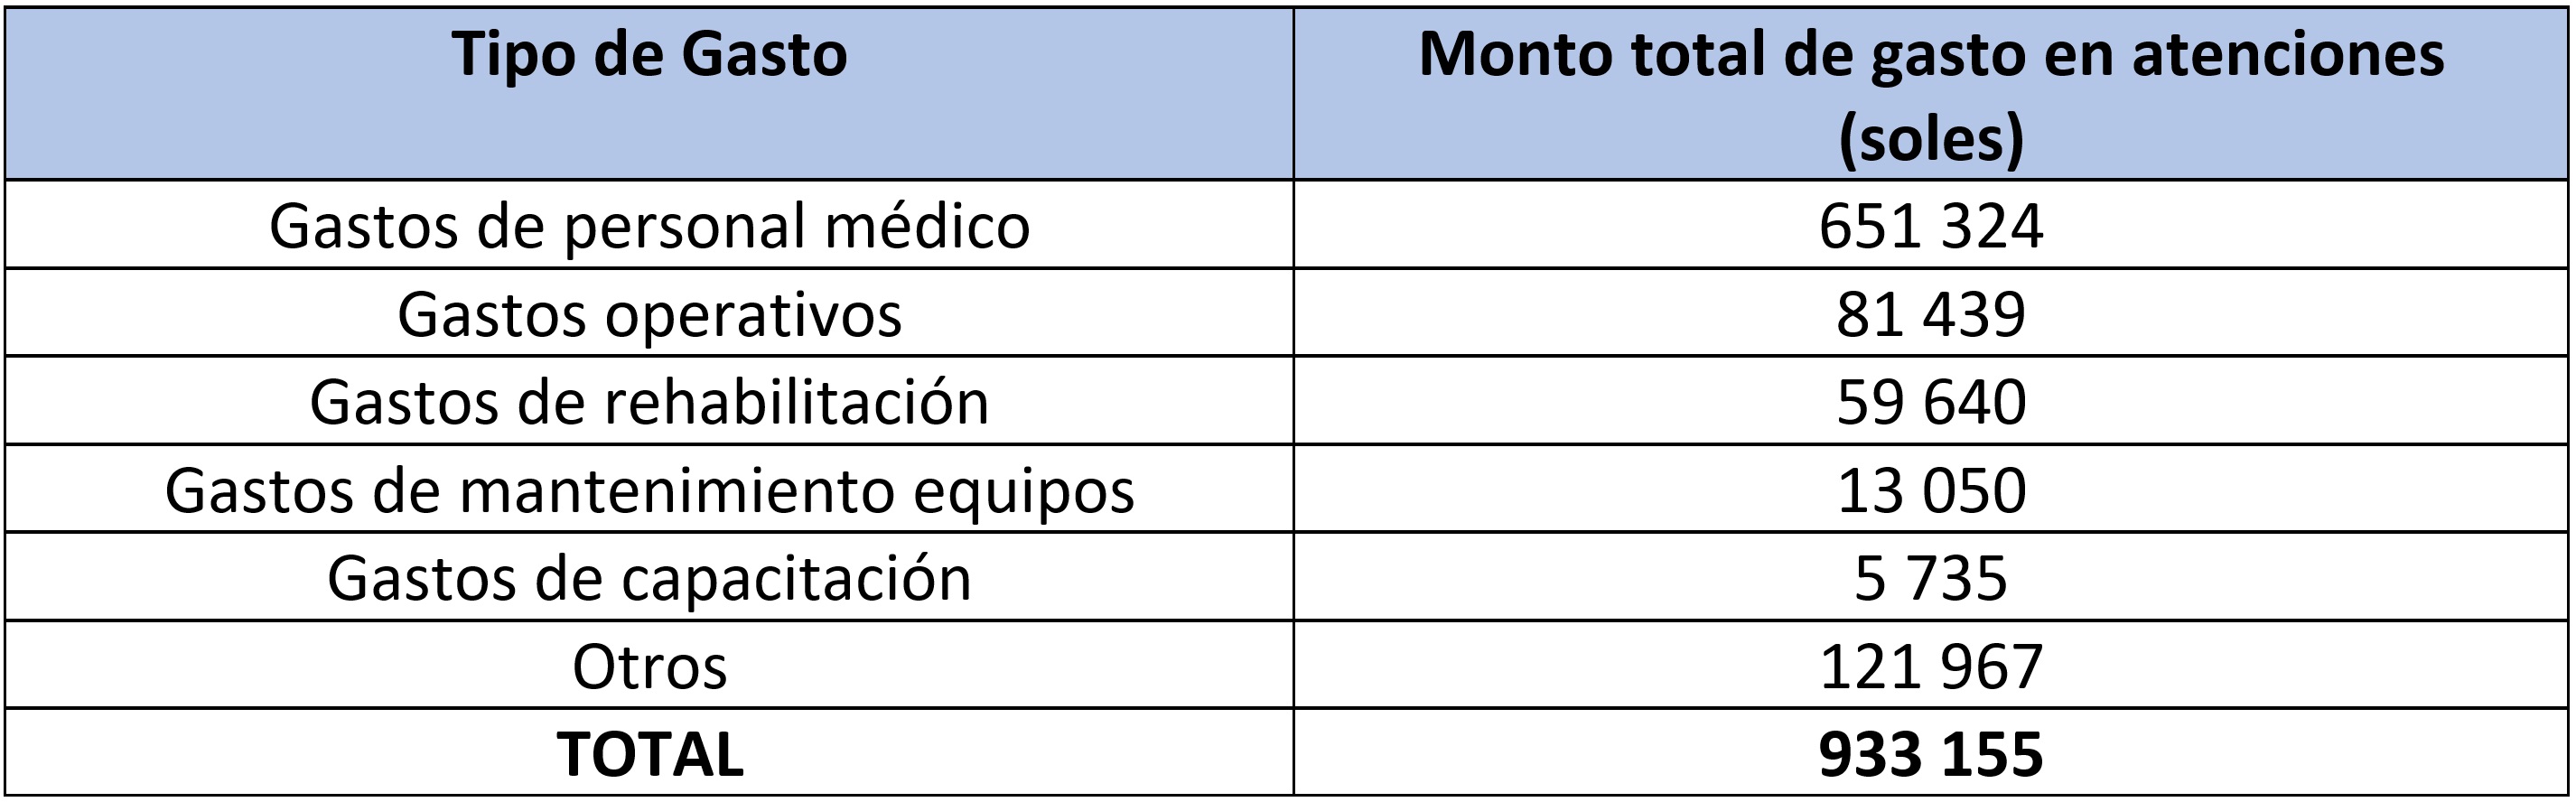 Tipo de Gasto
Monto total de gasto en atenciones
(soles)
Gastos de personal médico
651 324
Gastos operativos
81 439
Gastos de rehabilitación
59 640
Gastos de mantenimiento equipos
13 050
Gastos de capacitación
5 735
Otros
121 967
TOTAL
933 155